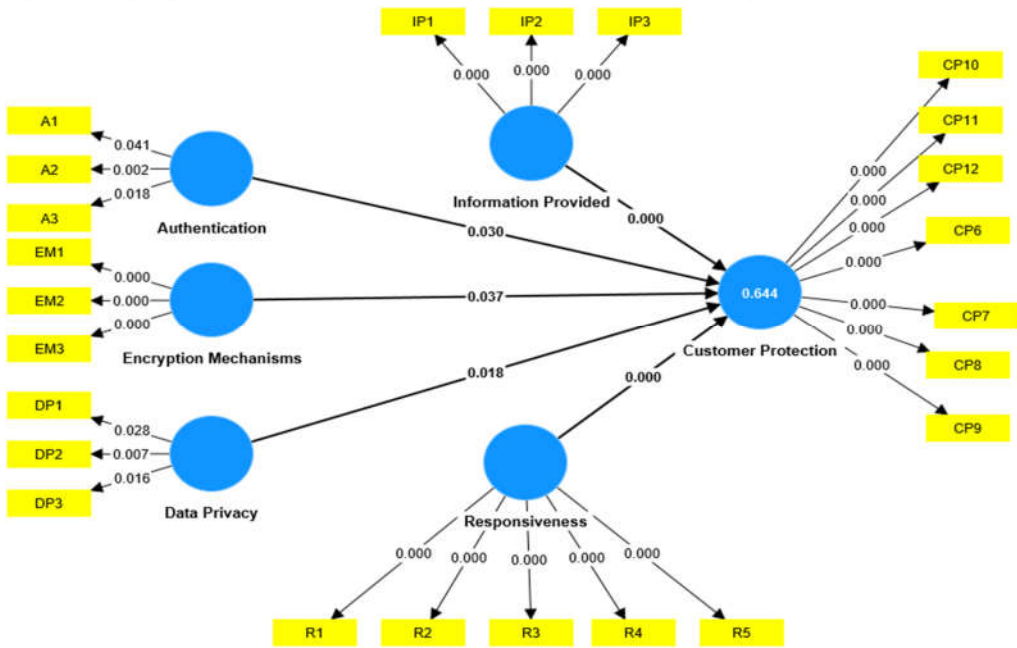 IP1
IP2
IP3
0.000
0.000
0.000
Information Provided
0.000
A1
A2
A3
0.041
0.002
0.018
Authentication
0.030
EM1
EM2
EM3
0.000
0.000
0.000
Encryption Mechanisms
0.037
DP1
DP2
DP3
0.028
0.007
0.016
Data Privacy
0.018
0.644
Customer Protection
0.000
CP10
CP11
CP12
CP6
CP7
CP8
CP9
0.000
0.000
0.000
0.000
0.000
0.000
0.000
Responsiveness
0.000
0.000
0.000
0.000
0.000
R1
R2
R3
R4
R5